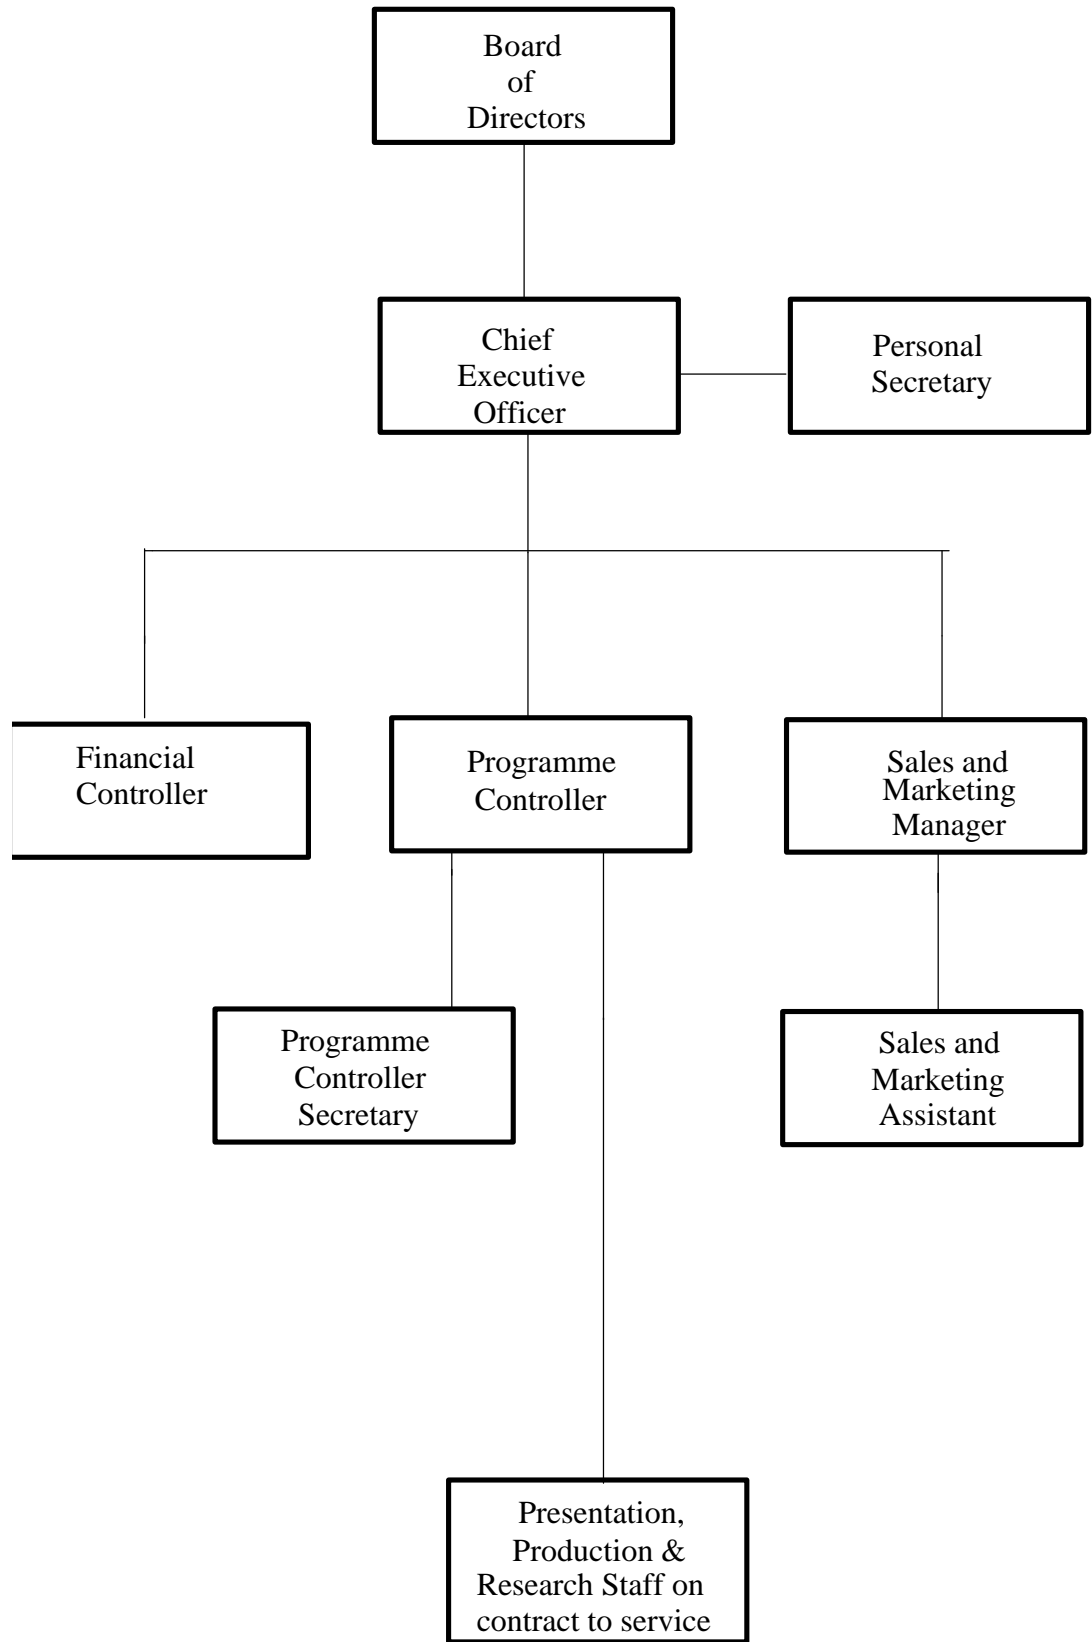 Board
of
Directors
Chief
Executive
Officer
Personal
Secretary
Financial
Controller
Programme
Controller
Sales and
Marketing
Manager
Programme
Controller
Secretary
Sales and
Marketing
Assistant
Presentation,
Production &
Research Staff on
contract to service